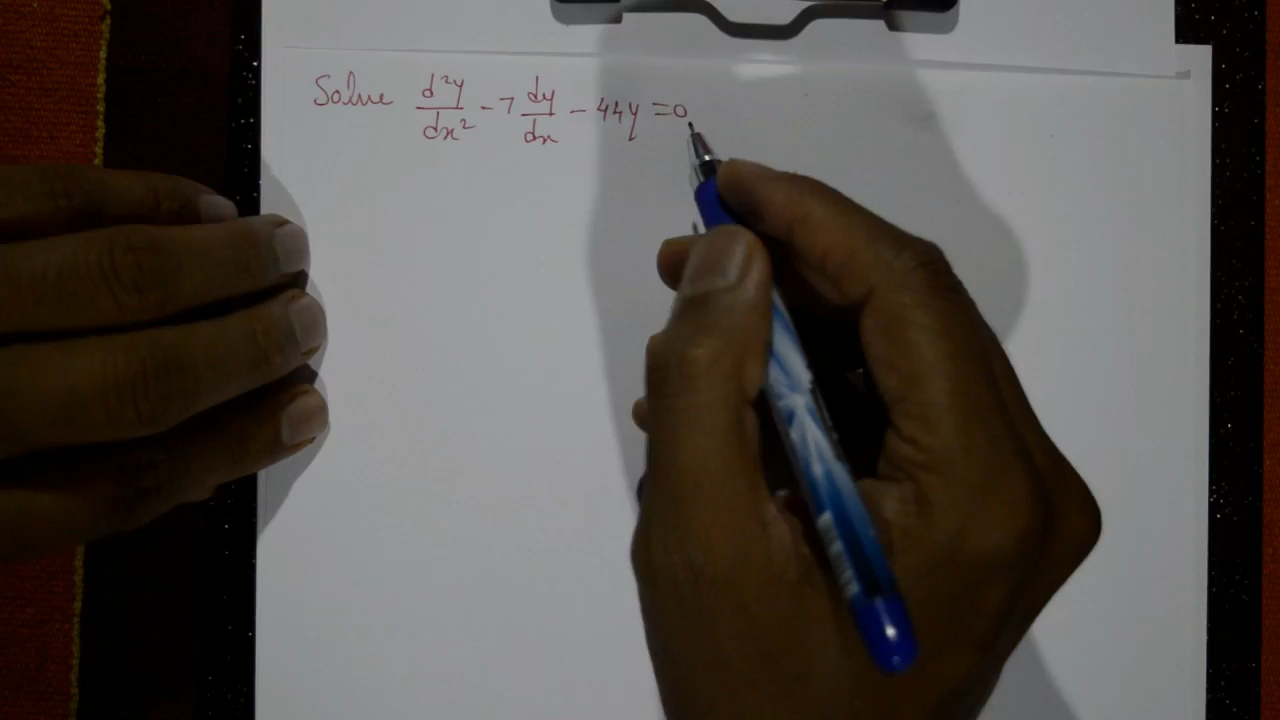 Solve d²y/dx² - 7 dy/dx - 44y = 0